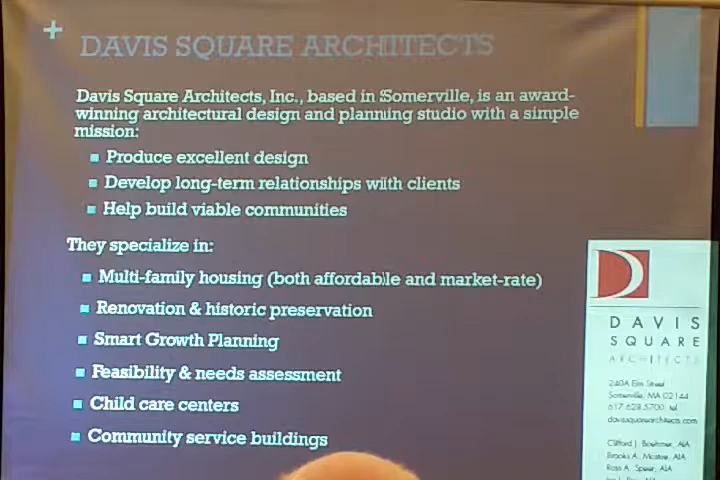 + DAVIS SQUARE ARCHITECTS
Davis Square Architects, Inc., based in Somerville, is an award-
winning architectural design and planning studio with a simple
mission:
Produce excellent design
Develop long-term relationships with clients
Help build viable communities
They specialize in:
Multi-family housing (both affordable and market-rate)
Renovation & historic preservation
Smart Growth Planning
Feasibility & needs assessment
Child care centers
Community service buildings
D
DAVIS
SQUARE
ARCHITECTS
240A Elm Street
Somerville, MA 02144
617.628.5700 tel
davissquarearchitects.com
Clifford J. Boehmer, AIA
Brooks A. Mostue, AIA
Ross A. Speer, AIA